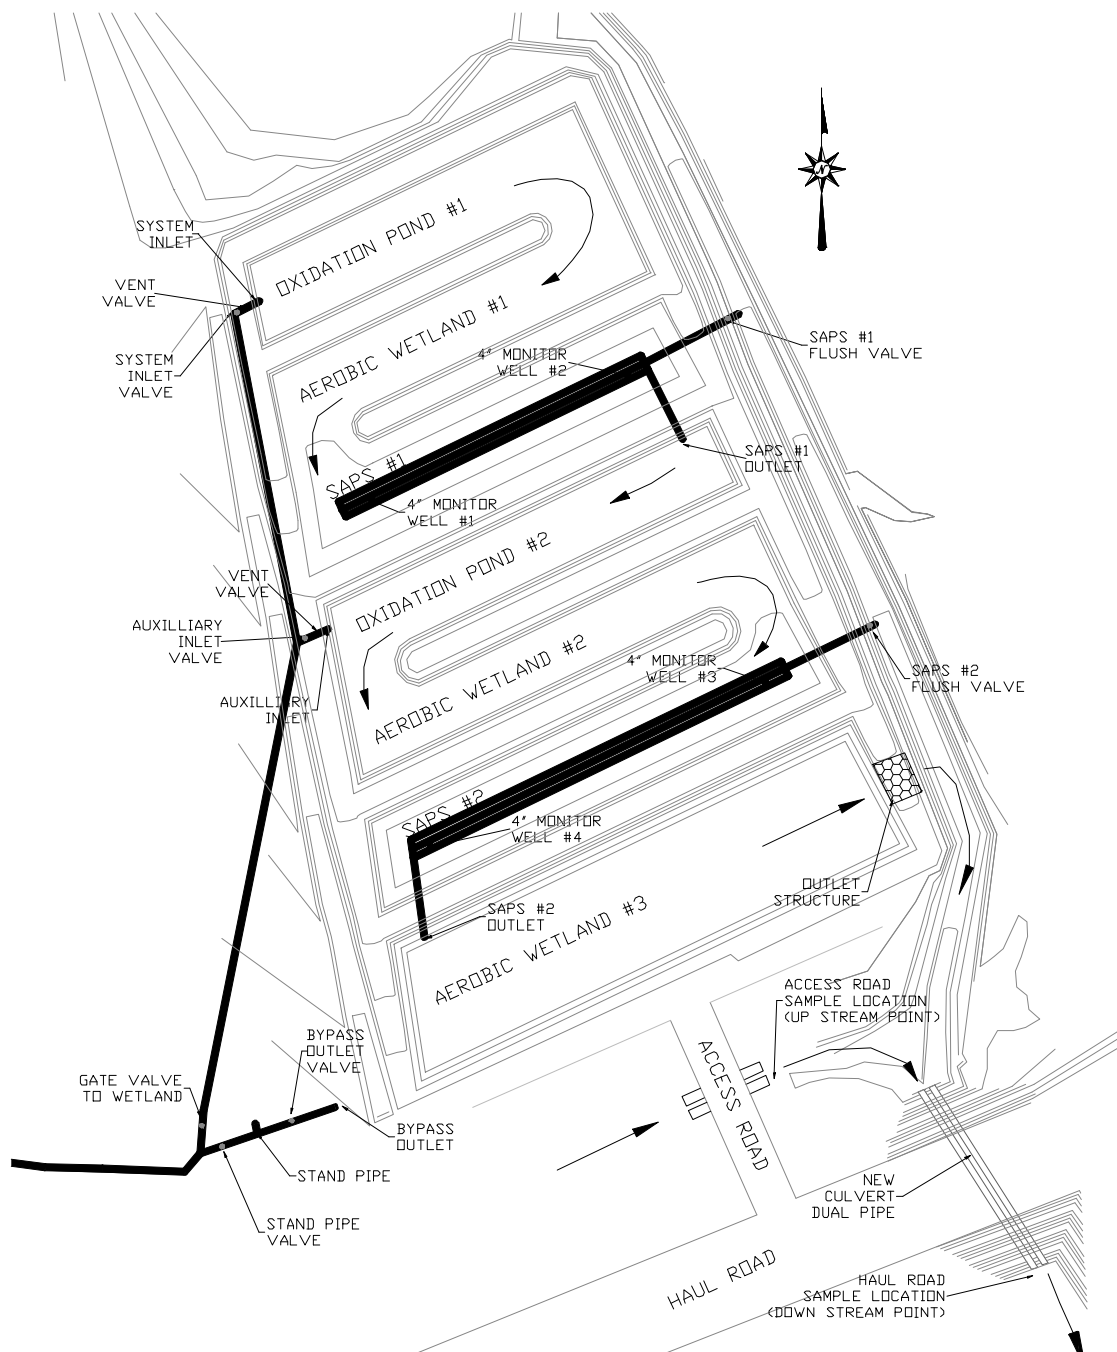 SYSTEM
INLET
OXIDATION POND #1
N
VENT
VALVE
AEROBIC WETLAND #1
SYSTEM
INLET
VALVE
4" MONITOR
WELL #2
SAPS #1
FLUSH VALVE
SAPS #1
SAPS #1
OUTLET
4" MONITOR
WELL #1
OXIDATION POND #2
VENT
VALVE
AUXILLIARY
INLET
VALVE
AUXILLIARY
INLET
AEROBIC WETLAND #2
4" MONITOR
WELL #3
SAPS #2
FLUSH VALVE
SAPS #2
4" MONITOR
WELL #4
OUTLET
STRUCTURE
SAPS #2
OUTLET
AEROBIC WETLAND #3
ACCESS ROAD
SAMPLE LOCATION
(UP STREAM POINT)
BYPASS
OUTLET
VALVE
ACCESS ROAD
GATE VALVE
TO WETLAND
BYPASS
OUTLET
STAND PIPE
STAND PIPE
VALVE
NEW
CULVERT
DUAL PIPE
HAUL ROAD
HAUL ROAD
SAMPLE LOCATION
(DOWN STREAM POINT)